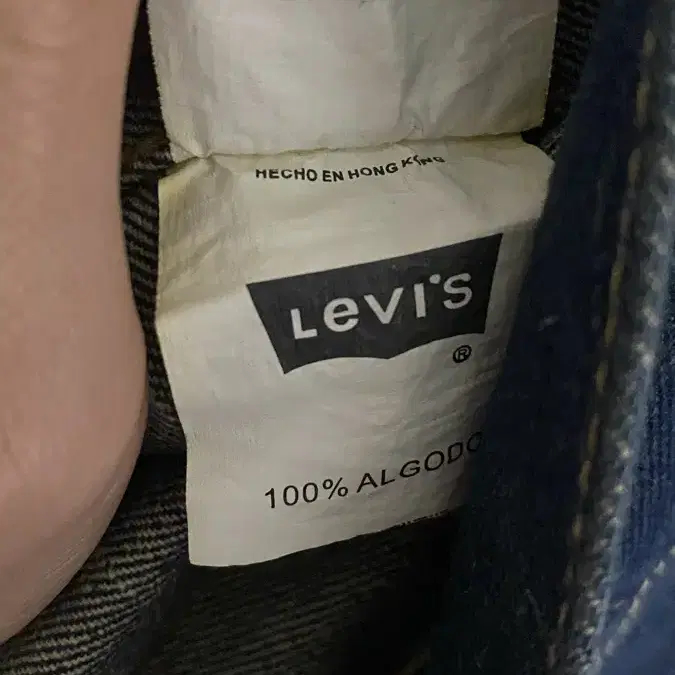 HECHO EN HONG KONG
LEVI'S
®
100% ALGODO